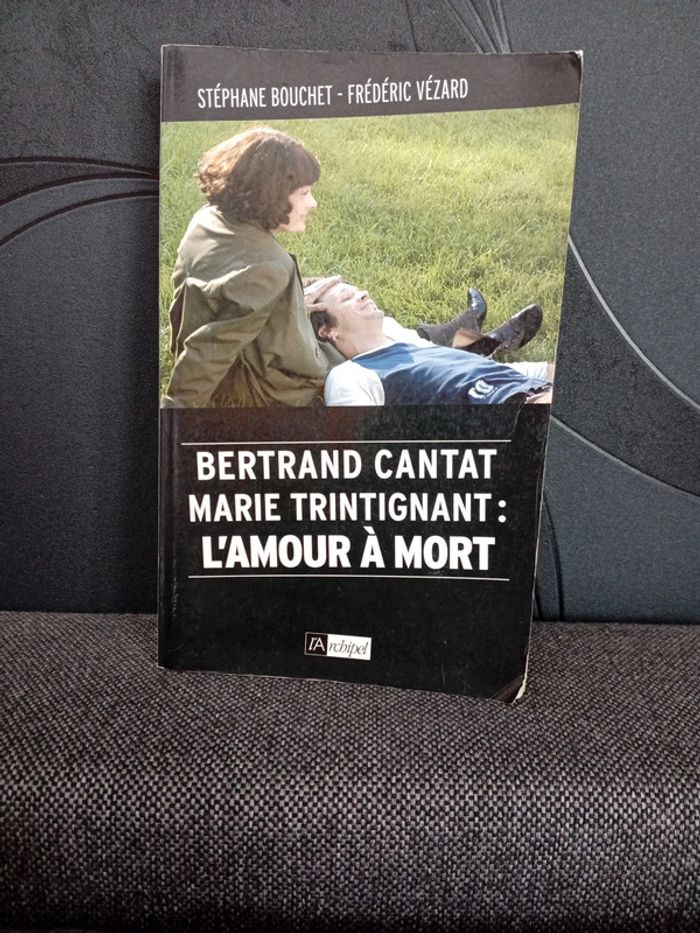 STÉPHANE BOUCHET - FRÉDÉRIC VÉZARD
BERTRAND CANTAT
MARIE TRINTIGNANT :
L'AMOUR À MORT
l'Archipel